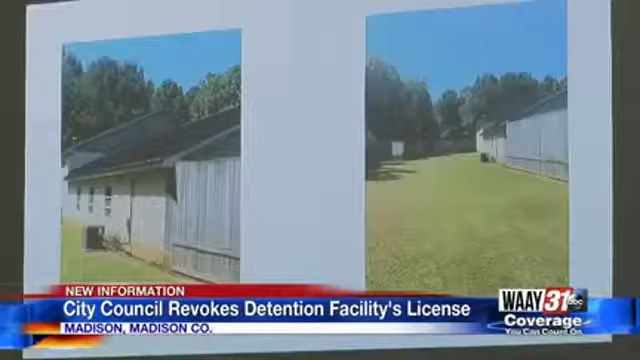 NEW INFORMATION
City Council Revokes Detention Facility's License
MADISON, MADISON CO.
WAAY 31 abc
Coverage
You Can Count On